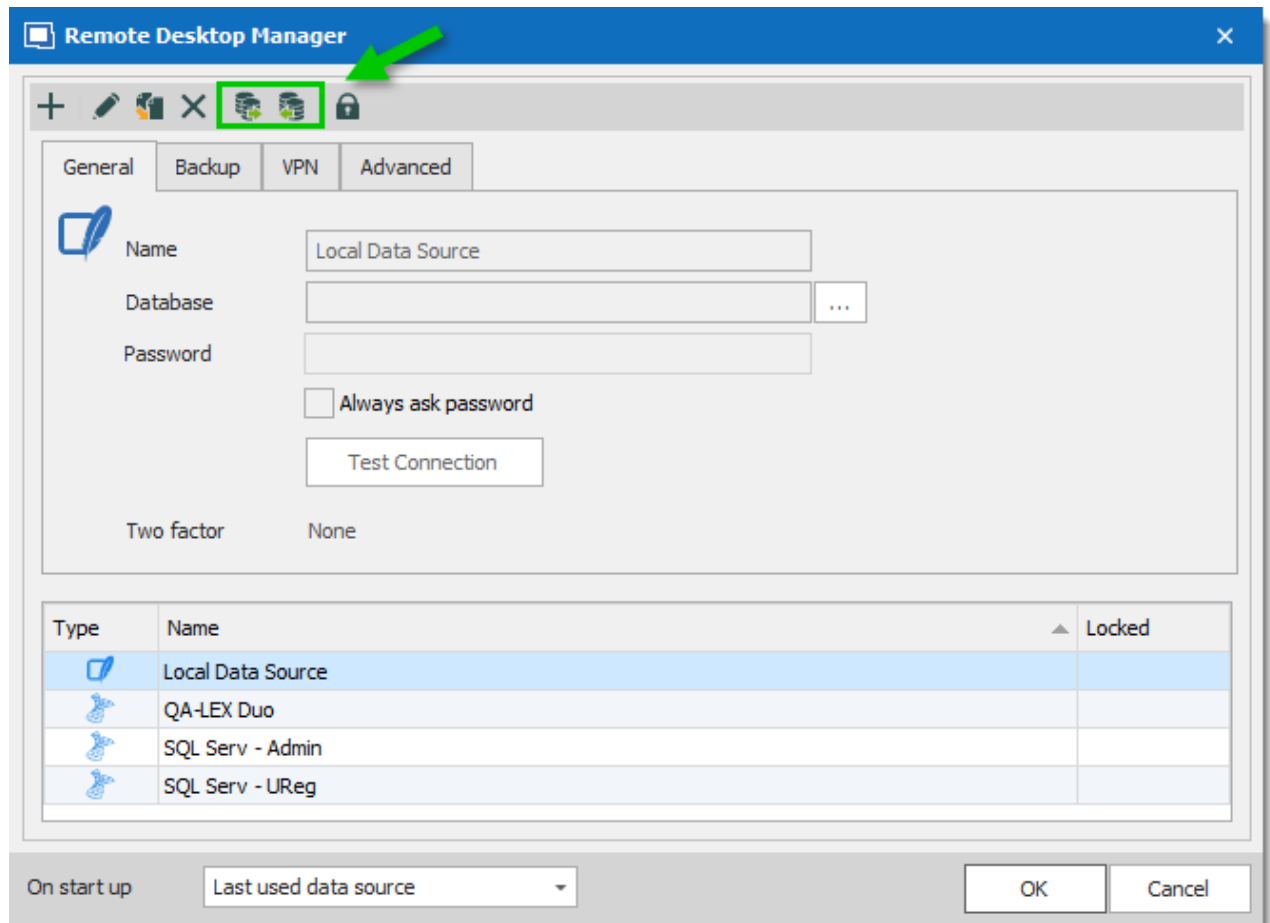 Remote Desktop Manager
General Backup VPN Advanced
Name Local Data Source
Database ...
Password
Always ask password
Test Connection
Two factor None
Type Name Locked
Local Data Source
QA-LEX Duo
SQL Serv - Admin
SQL Serv - UReg
On start up Last used data source OK Cancel